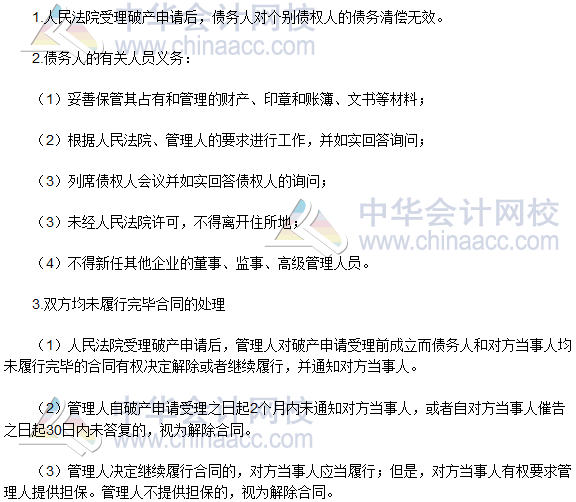 1.人民法院受理破产申请后，债务人对个别债权人的债务清偿无效。
www.chinaacc.com
2.债务人的有关人员义务：
（1）妥善保管其占有和管理的财产、印章和账簿、文书等材料；
（2）根据人民法院、管理人的要求进行工作，并如实回答询问；
（3）列席债权人会议并如实回答债权人的询问；
中华会计网校
（3）未经人民法院许可，不得离开住所地；
www.chinaacc.com
（4）不得新任其他企业的董事、监事、高级管理人员。
3.双方均未履行完毕合同的处理
（1）人民法院受理破产申请后，管理人对破产申请受理前成立而债务人和对方当事人均
未履行完毕的合同有权决定解除或者继续履行，并通知对方当事人。
中华会计网校
（2）管理人自破产申请受理之日起2个月内未通知对方当事人，或者自对方当事人催告
之日起30日内未答复的，视为解除合同。
www.chinaacc.com
（3）管理人决定继续履行合同的，对方当事人应当履行；但是，对方当事人有权要求管
理人提供担保。管理人不提供担保的，视为解除合同。